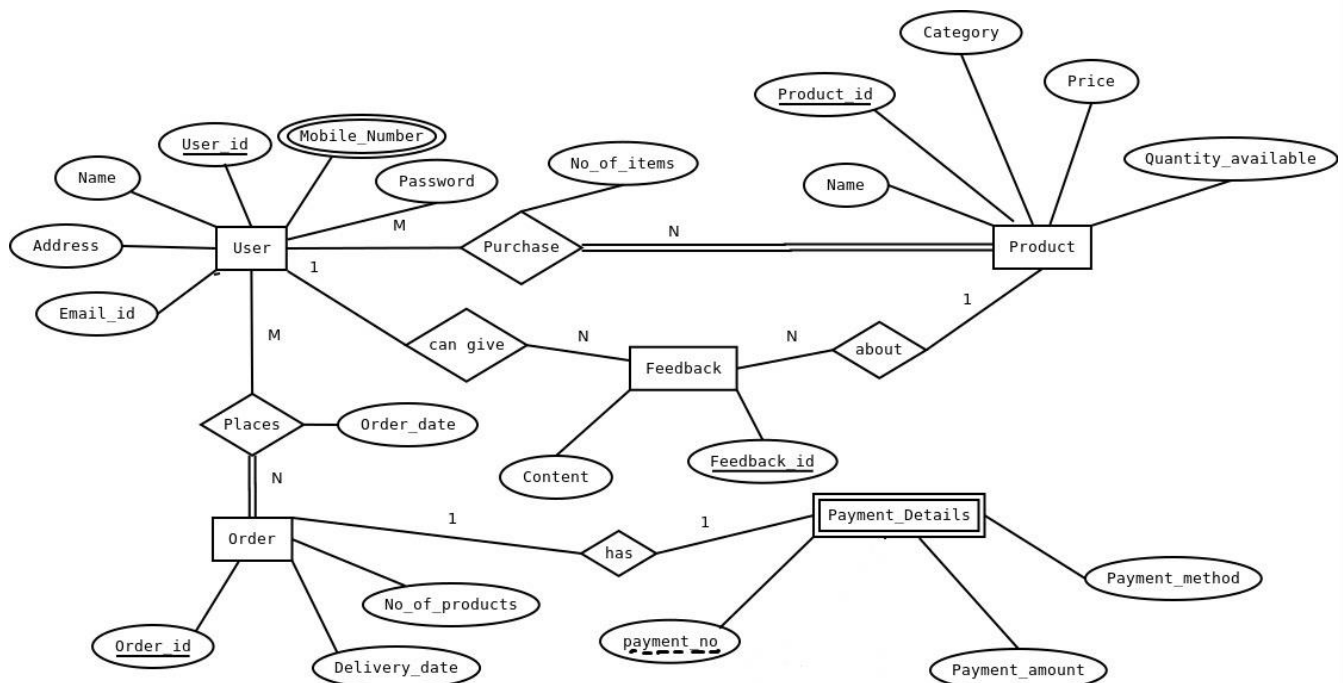 Category
Price
Product_id
User_id
Mobile_Number
Quantity_available
No_of_items
Name
Password
Name
M
N
Address
User
Purchase
Product
1
1
Email_id
M
can give
N
N
about
Feedback
Places
Order_date
Content
Feedback_id
N
1
1
Payment_Details
Order
has
Payment_method
No_of_products
Order_id
payment_no
Delivery_date
Payment_amount